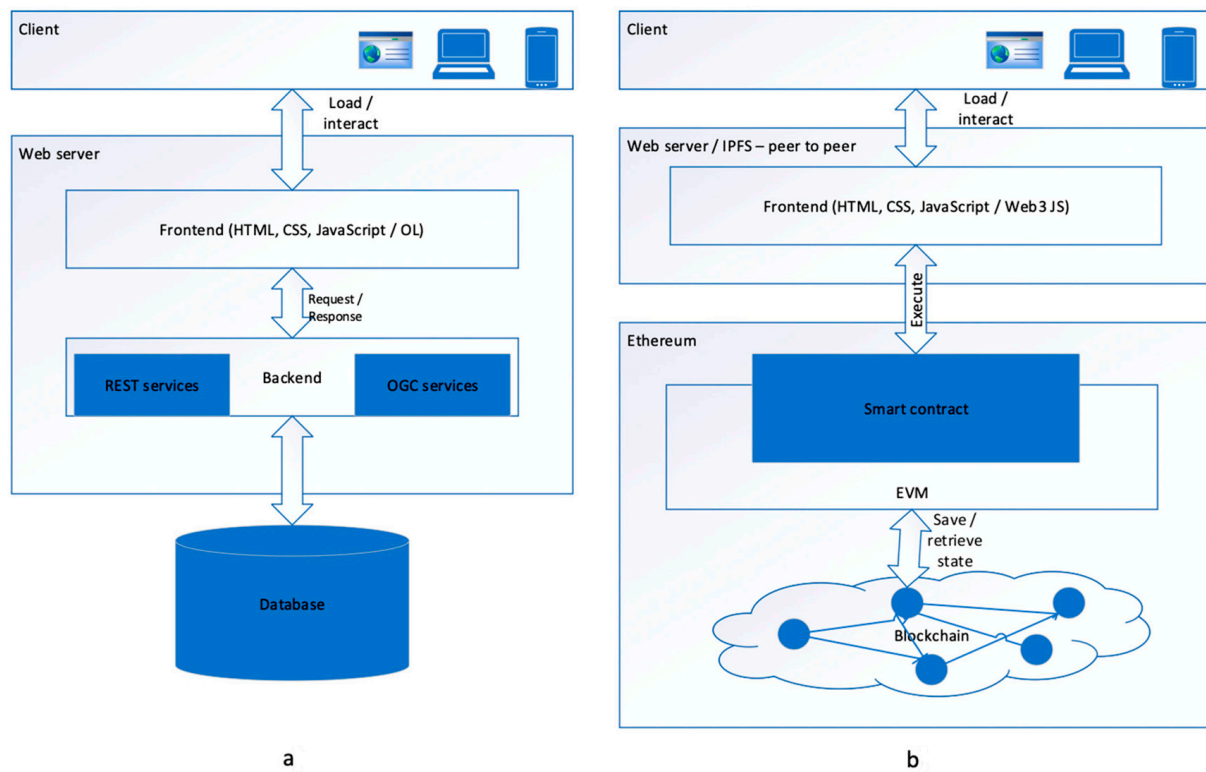 Client
Load /
interact
Web server
Frontend (HTML, CSS, JavaScript / OL)
Request /
Response
REST services
Backend
OGC services
Database
a
Client
Load /
interact
Web server / IPFS – peer to peer
Frontend (HTML, CSS, JavaScript / Web3 JS)
Execute
Ethereum
Smart contract
EVM
Save /
retrieve
state
Blockchain
b